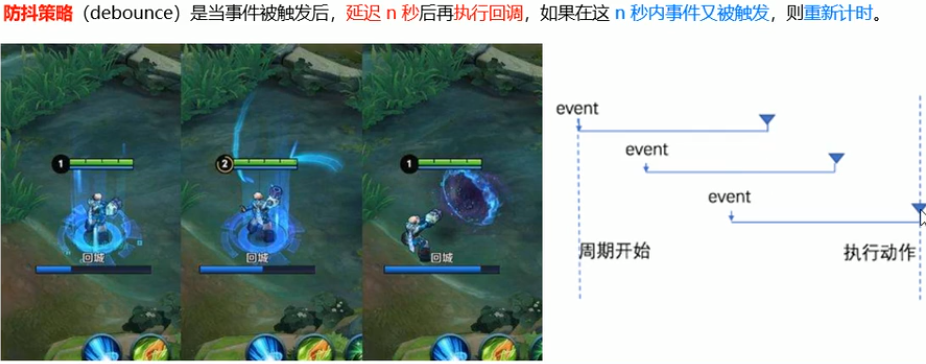 防抖策略（debounce）是当事件被触发后，延迟 n 秒后再执行回调，如果在这 n 秒内事件又被触发，则重新计时。
1
2
1
回城
回城
回城
event
event
event
周期开始
执行动作